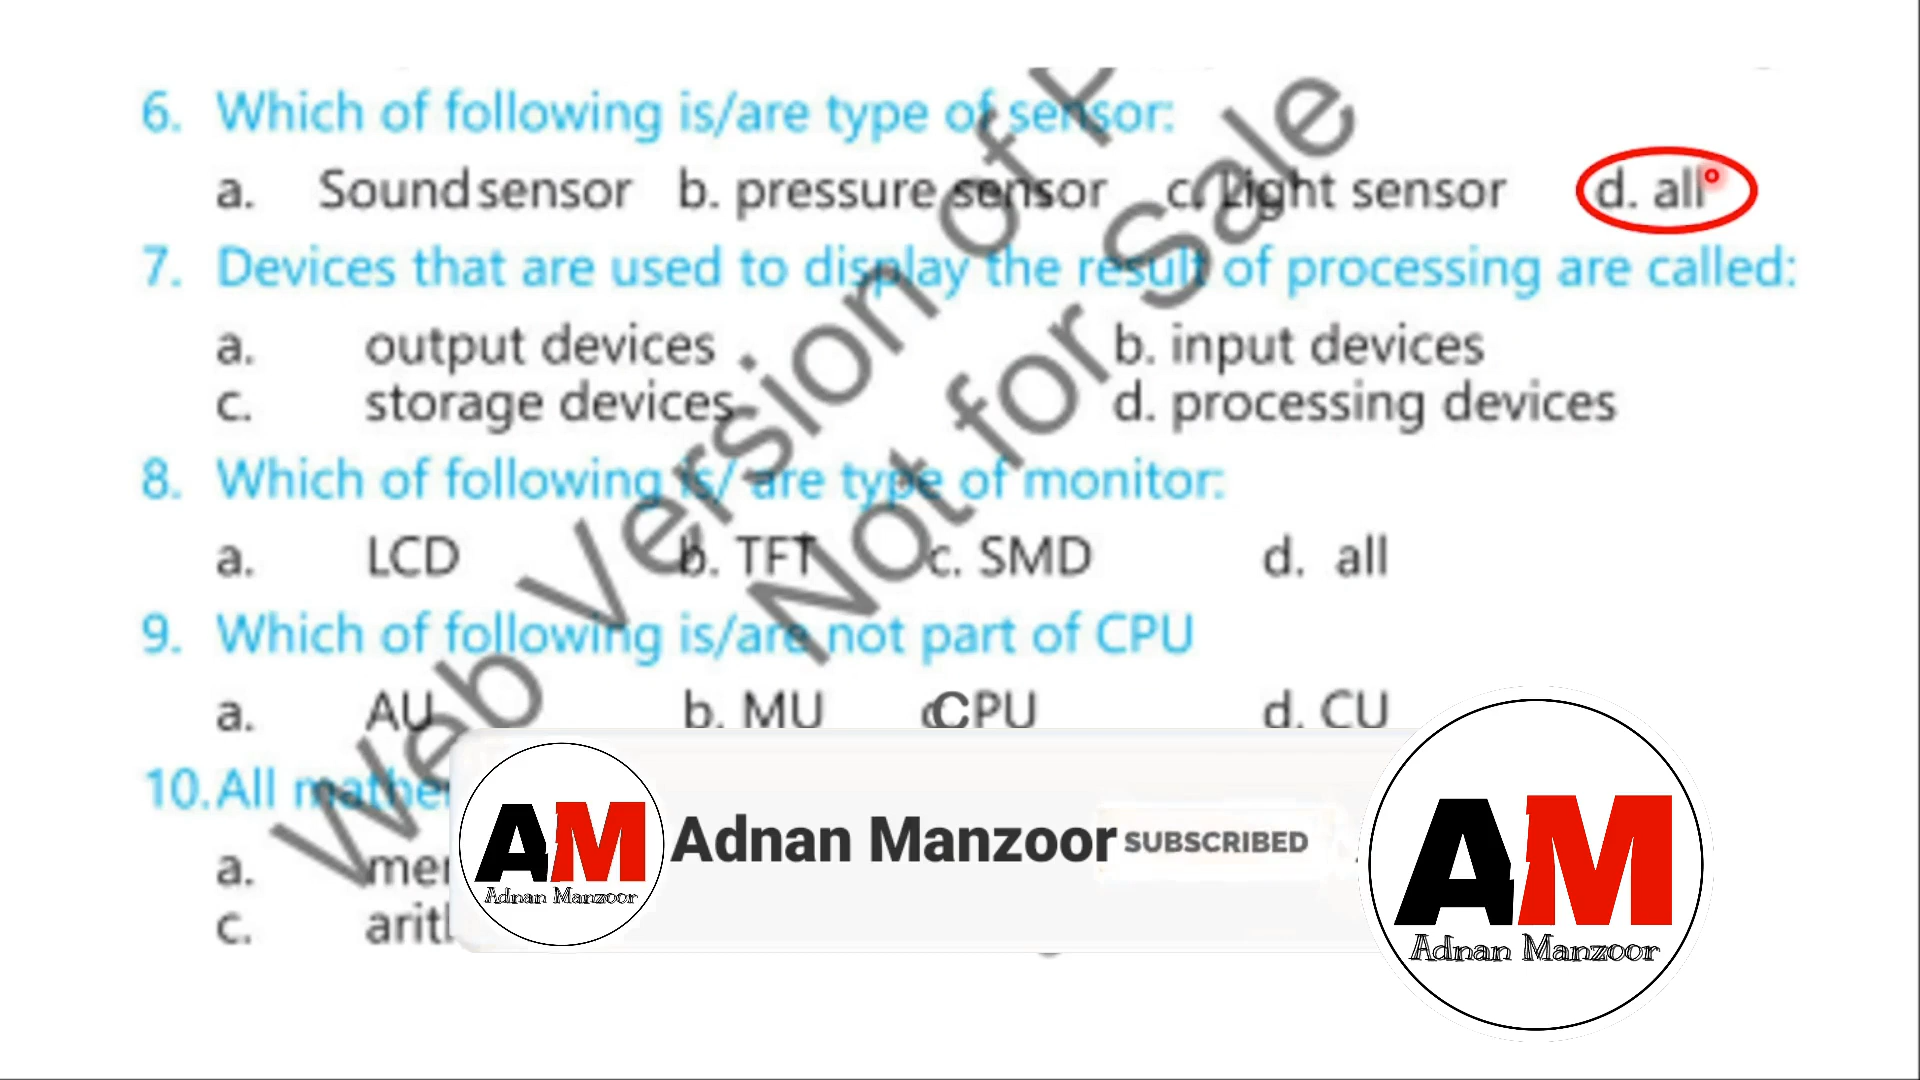 6. Which of following is/are type of sensor:
a. Sound sensor b. pressure sensor c. Light sensor d. all
7. Devices that are used to display the result of processing are called:
a. output devices b. input devices
c. storage devices d. processing devices
8. Which of following is/ are type of monitor:
a. LCD b. TFT c. SMD d. all
9. Which of following is/are not part of CPU
a. AU b. MU CPU d. CU
10. All
a.
c.
Web Version of
Not for Sale
AM
Adnan Manzoor
Adnan Manzoor SUBSCRIBED
AM
Adnan Manzoor